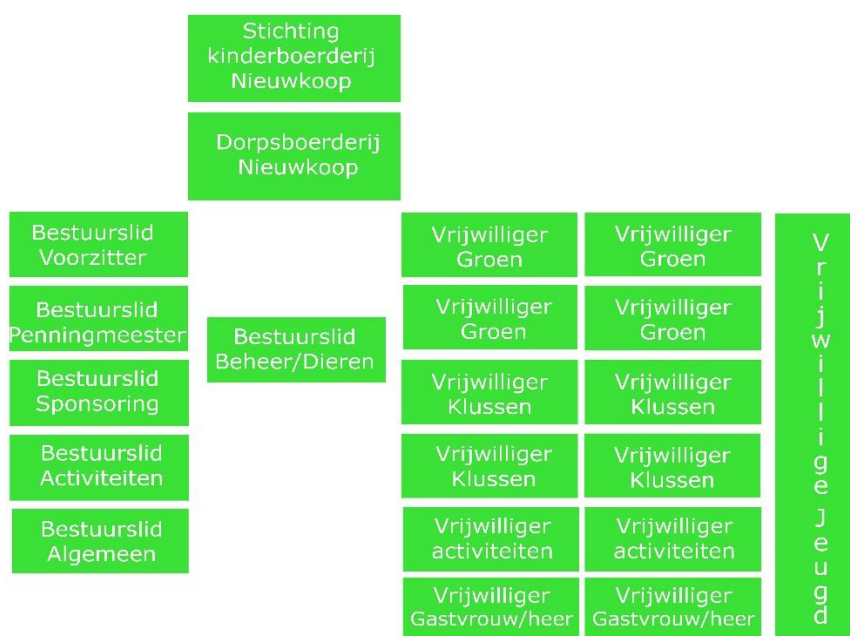 Stichting
kinderboerderij
Nieuwkoop
Dorpsboerderij
Nieuwkoop
Bestuurslid
Voorzitter
Bestuurslid
Penningmeester
Bestuurslid
Sponsoring
Bestuurslid
Activiteiten
Bestuurslid
Algemeen
Bestuurslid
Beheer/Dieren
Vrijwilliger
Groen
Vrijwilliger
Groen
Vrijwilliger
Klussen
Vrijwilliger
Klussen
Vrijwilliger
activiteiten
Vrijwilliger
Gastvrouw/heer
Vrijwilliger
Groen
Vrijwilliger
Groen
Vrijwilliger
Klussen
Vrijwilliger
Klussen
Vrijwilliger
activiteiten
Vrijwilliger
Gastvrouw/heer
Vrijwillige Jeugd